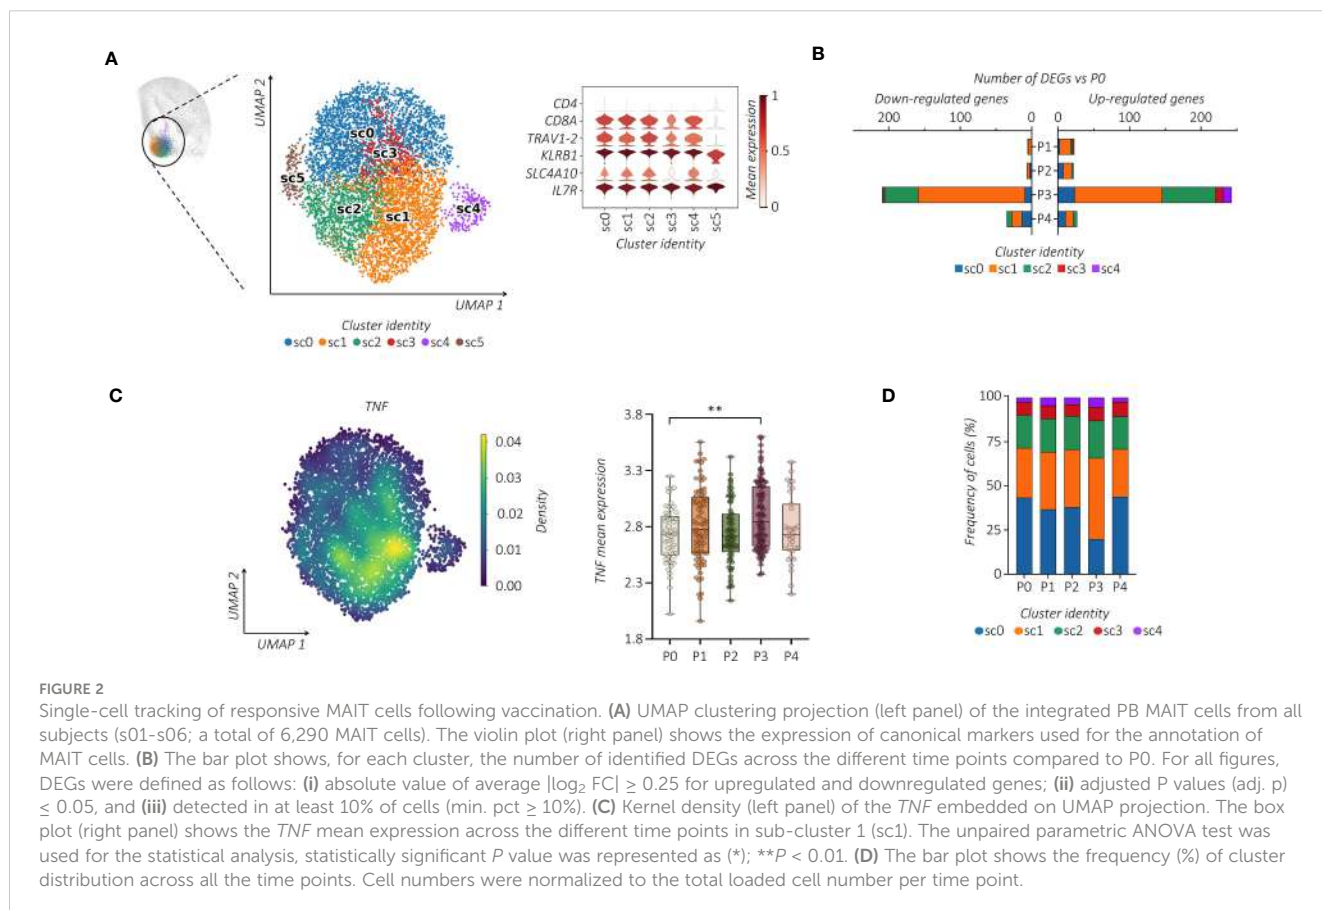 A
UMAP 2
UMAP 1
sc0
sc3
sc5
sc2
sc1
sc4
Cluster identity
sc0 sc1 sc2 sc3 sc4 sc5
CD4
CD8A
TRAV1-2
KLRB1
SLC4A10
IL7R
sc0 sc1 sc2 sc3 sc4 sc5
Cluster identity
1
0.5
0
Mean expression
B
Number of DEGs vs P0
Down-regulated genes Up-regulated genes
200 100 0 0 100 200
P1
P2
P3
P4
Cluster identity
sc0 sc1 sc2 sc3 sc4
C
TNF
UMAP 2
UMAP 1
0.04
0.03
0.02
0.01
0.00
Density
**
TNF mean expression
3.8
3.3
2.8
2.3
1.8
P0 P1 P2 P3 P4
D
Frequency of cells (%)
100
75
50
25
0
P0 P1 P2 P3 P4
Cluster identity
sc0 sc1 sc2 sc3 sc4
FIGURE 2
Single-cell tracking of responsive MAIT cells following vaccination. (A) UMAP clustering projection (left panel) of the integrated PB MAIT cells from all
subjects (s01-s06; a total of 6,290 MAIT cells). The violin plot (right panel) shows the expression of canonical markers used for the annotation of
MAIT cells. (B) The bar plot shows, for each cluster, the number of identified DEGs across the different time points compared to P0. For all figures,
DEGs were defined as follows: (i) absolute value of average |log₂ FC| ≥ 0.25 for upregulated and downregulated genes; (ii) adjusted P values (adj. p)
≤ 0.05, and (iii) detected in at least 10% of cells (min. pct ≥ 10%). (C) Kernel density (left panel) of the TNF embedded on UMAP projection. The box
plot (right panel) shows the TNF mean expression across the different time points in sub-cluster 1 (sc1). The unpaired parametric ANOVA test was
used for the statistical analysis, statistically significant P value was represented as (*); **P < 0.01. (D) The bar plot shows the frequency (%) of cluster
distribution across all the time points. Cell numbers were normalized to the total loaded cell number per time point.